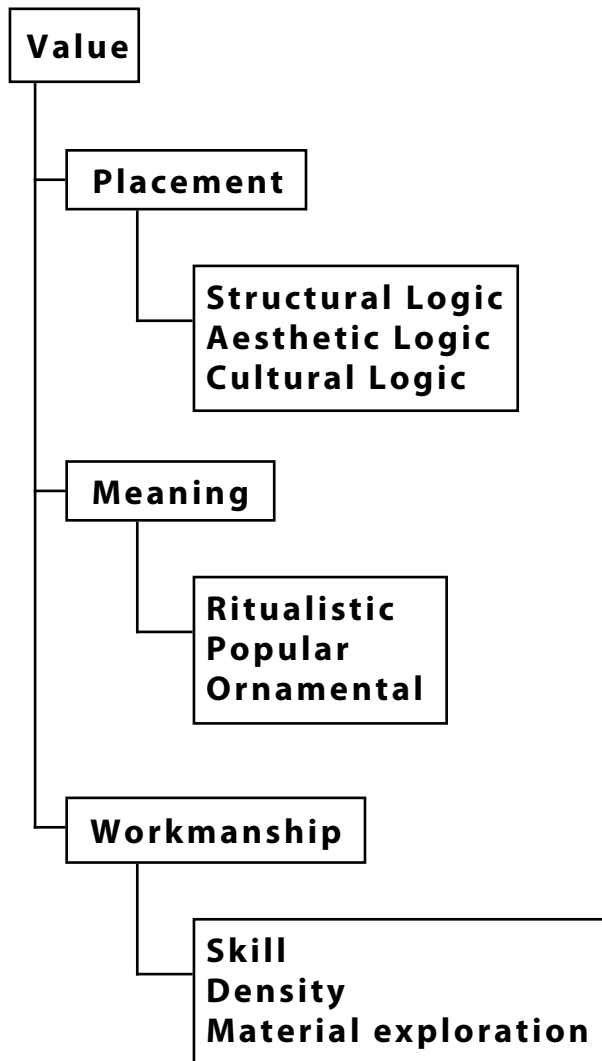 Value
Placement
Structural Logic
Aesthetic Logic
Cultural Logic
Meaning
Ritualistic
Popular
Ornamental
Workmanship
Skill
Density
Material exploration